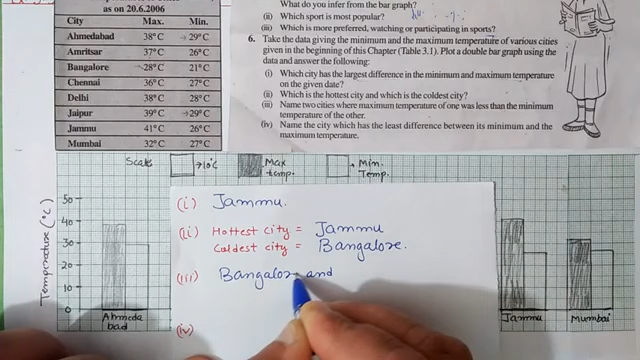 as on 20.6.2006
City Max. Min.
Ahmedabad 38°C 29°C
Amritsar 37°C 26°C
Bangalore 28°C 21°C
Chennai 36°C 27°C
Delhi 38°C 28°C
Jaipur 39°C 29°C
Jammu 41°C 26°C
Mumbai 32°C 27°C
What do you infer from the bar graph?
(ii) Which sport is most popular?
(iii) Which is more preferred, watching or participating in sports?
6. Take the data giving the minimum and the maximum temperature of various cities
given in the beginning of this Chapter (Table 3.1). Plot a double bar graph using the
data and answer the following:
(i) Which city has the largest difference in the minimum and maximum temperature
on the given date?
(ii) Which is the hottest city and which is the coldest city?
(iii) Name two cities where maximum temperature of one was less than the minimum
temperature of the other.
(iv) Name the city which has the least difference between its minimum and the
maximum temperature.
Scale → 10°C Max temp. Min. Temp.
Temperature (°C)
50
40
30
20
10
0
Ahmeda
bad
(i) Jammu.
(ii) Hottest city = Jammu
Coldest city = Bangalore.
(iii) Bangalore and
(iv)
Jammu
Mumbai